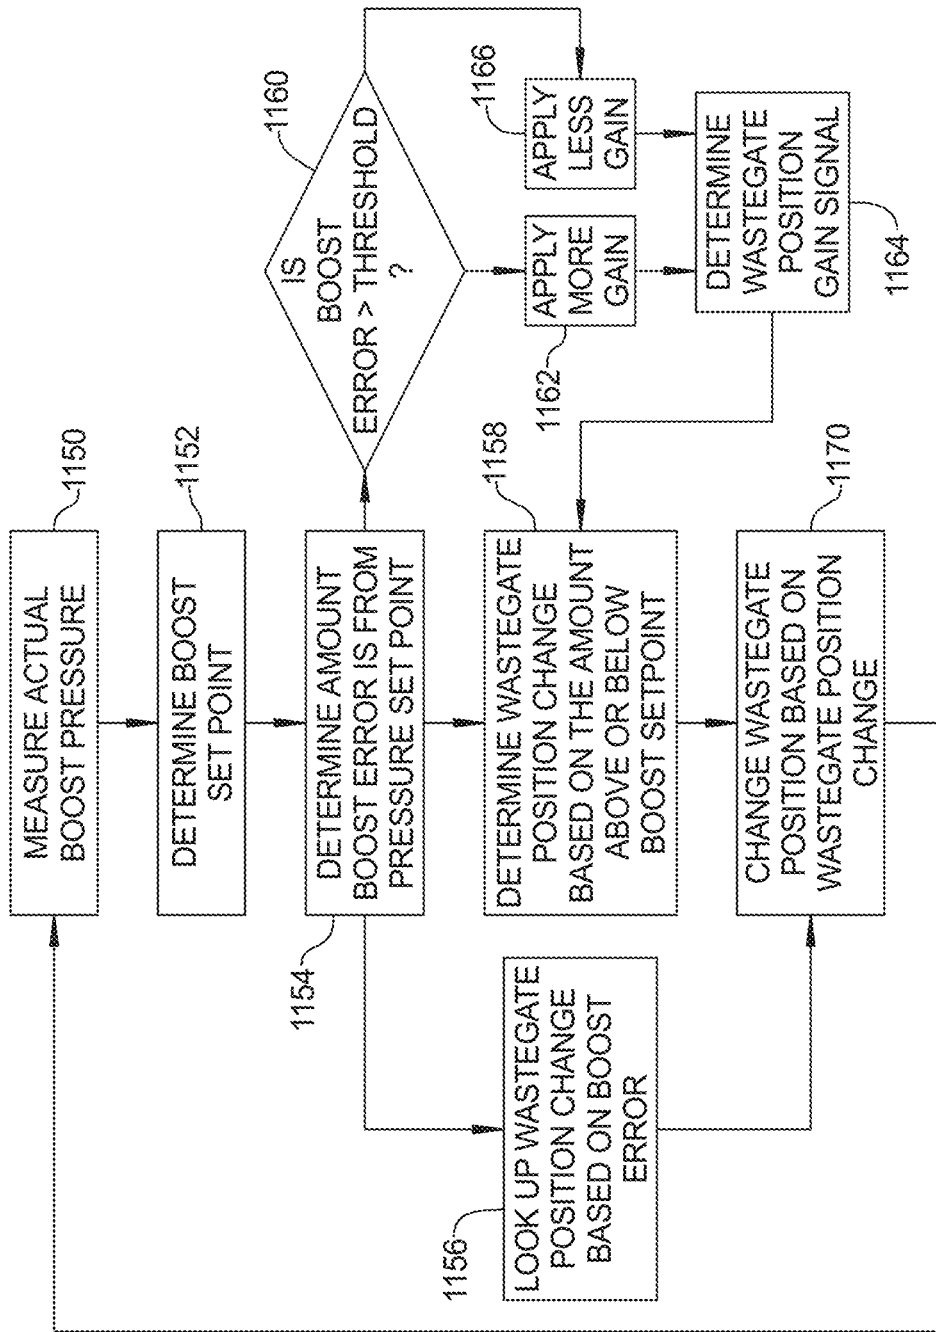 MEASURE ACTUAL
BOOST PRESSURE
1150
DETERMINE BOOST
SET POINT
1152
DETERMINE AMOUNT
BOOST ERROR IS FROM
PRESSURE SET POINT
1154
IS
BOOST
ERROR > THRESHOLD
?
1160
LOOK UP WASTEGATE
POSITION CHANGE
BASED ON BOOST
ERROR
1156
DETERMINE WASTEGATE
POSITION CHANGE
BASED ON THE AMOUNT
ABOVE OR BELOW
BOOST SETPOINT
1158
APPLY
MORE
GAIN
1162
APPLY
LESS
GAIN
1166
DETERMINE
WASTEGATE
POSITION
GAIN SIGNAL
1164
CHANGE WASTEGATE
POSITION BASED ON
WASTEGATE POSITION
CHANGE
1170